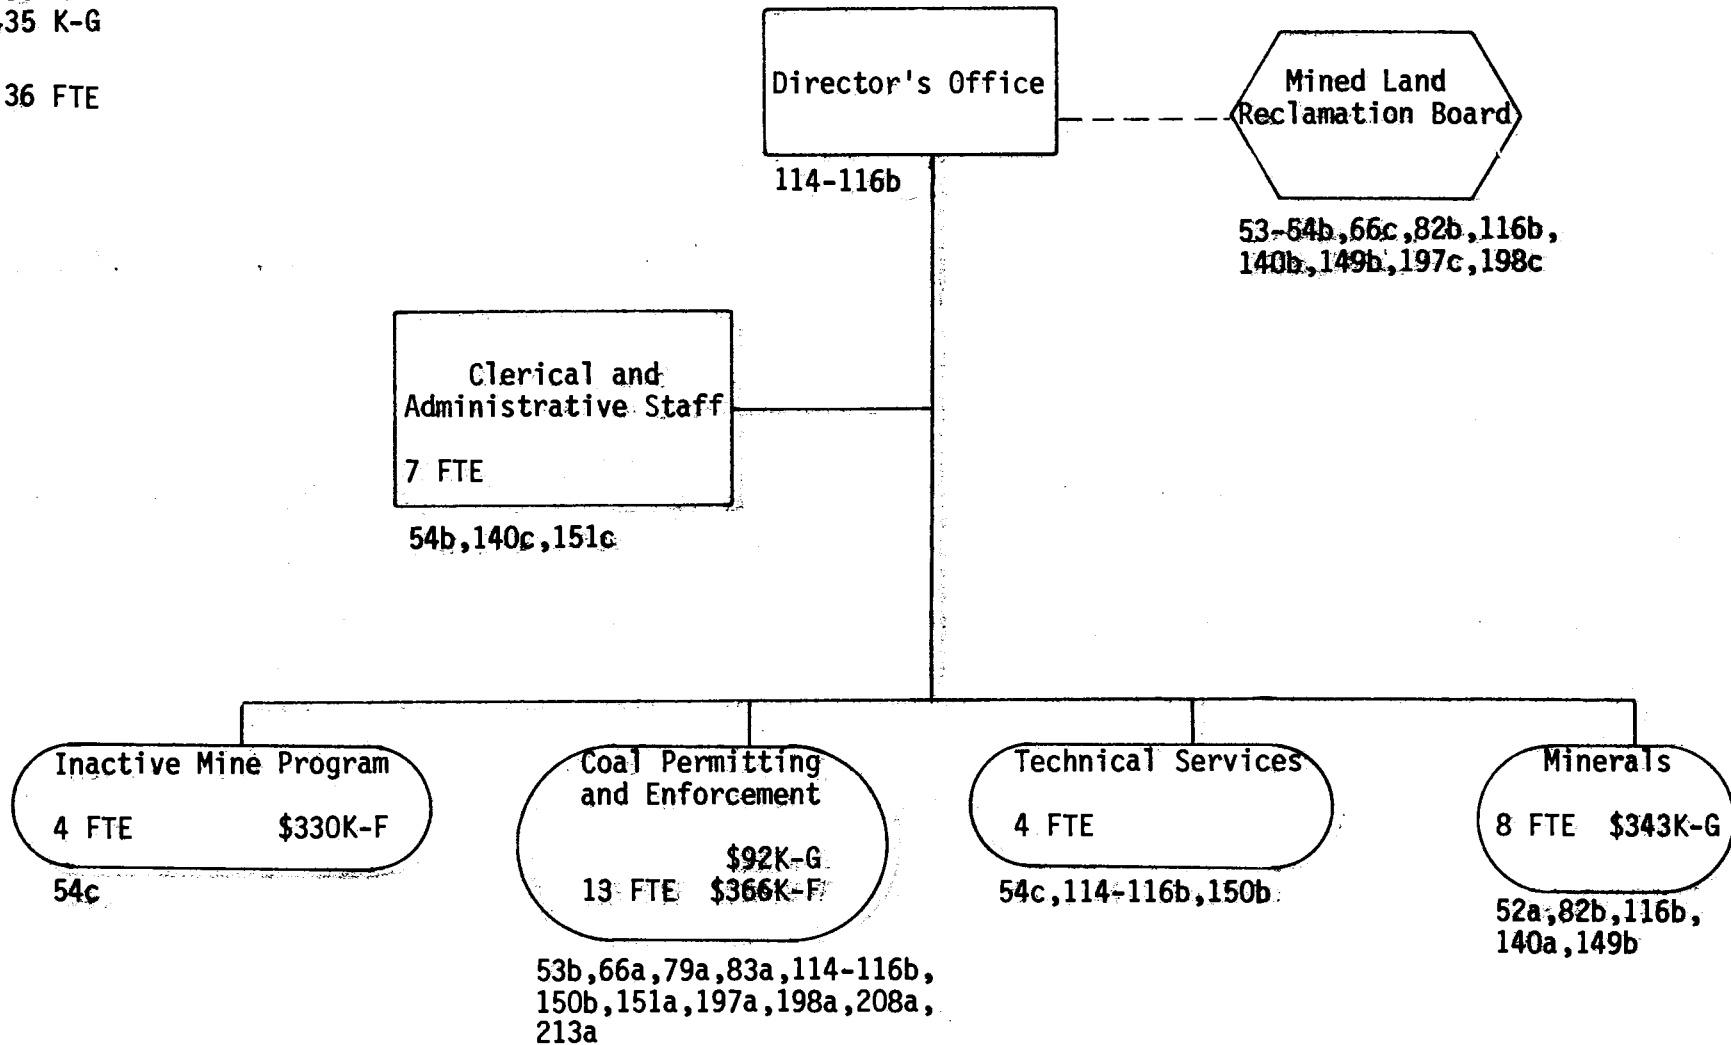 35 K-G
36 FTE
Director's Office
114-116b
Mined Land
Reclamation Board
53-54b,66c,82b,116b,
140b,149b,197c,198c
Clerical and
Administrative Staff
7 FTE
54b,140c,151c
Inactive Mine Program
4 FTE $330K-F
54c
Coal Permitting
and Enforcement
$92K-G
13 FTE $366K-F
53b,66a,79a,83a,114-116b,
150b,151a,197a,198a,208a,
213a
Technical Services
4 FTE
54c,114-116b,150b
Minerals
8 FTE $343K-G
52a,82b,116b,
140a,149b